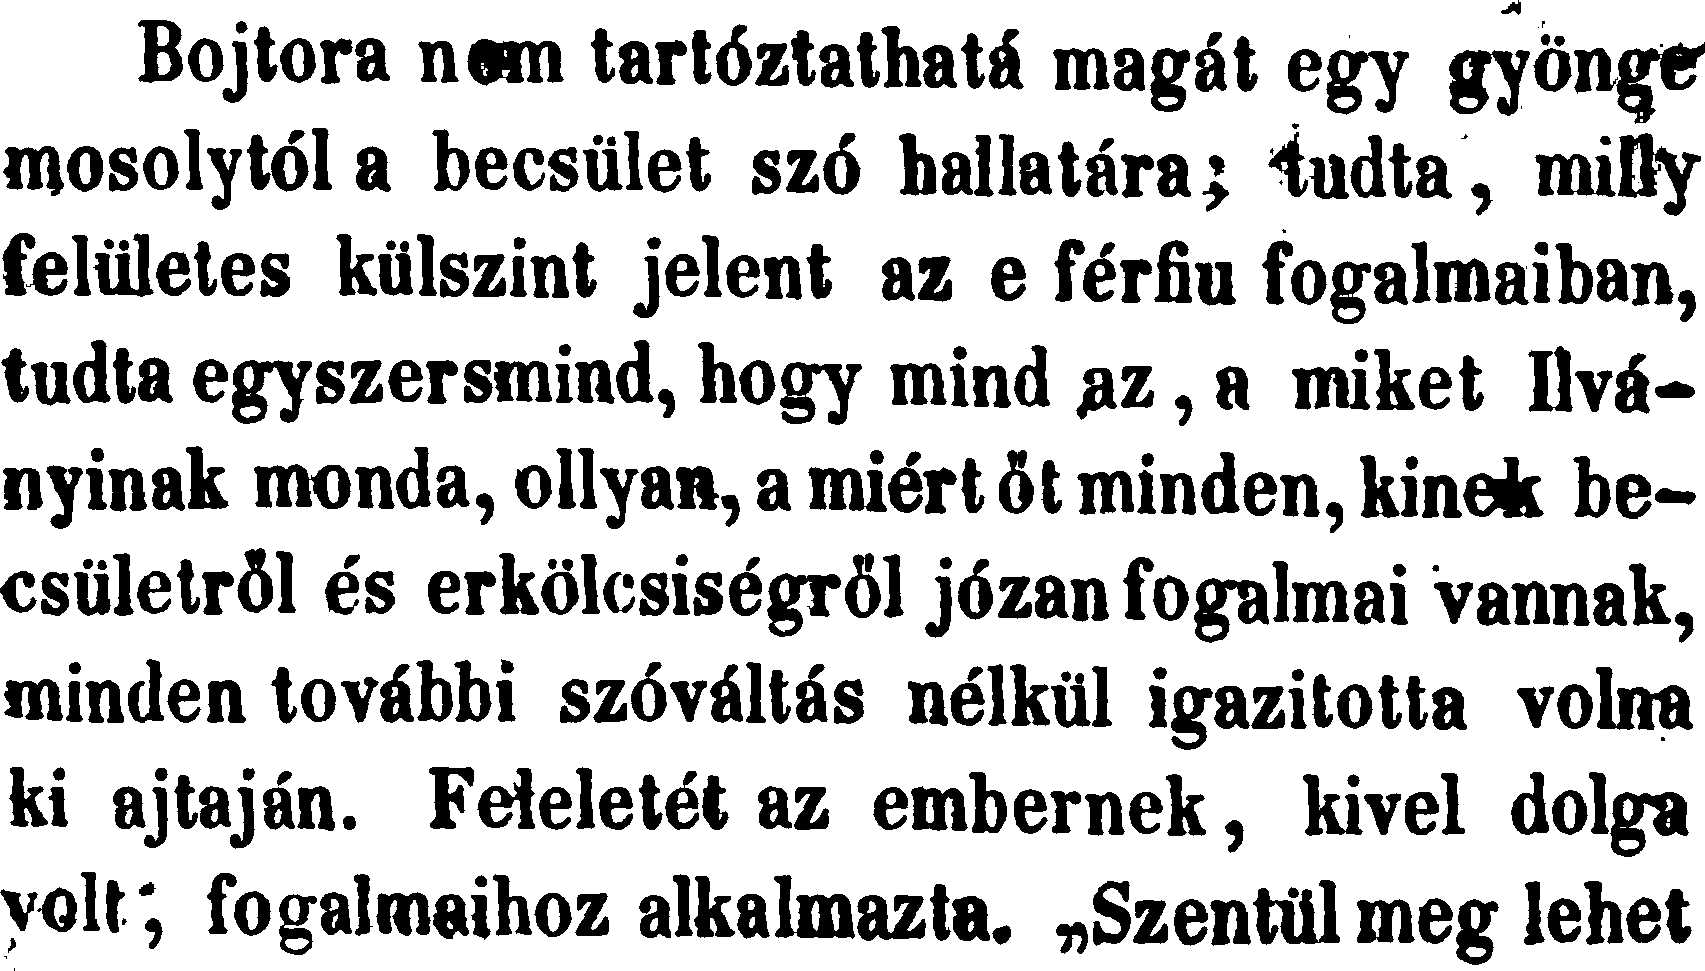 Bojtora nem tartóztathatá magát egy gyönge
mosolytól a becsület szó hallatára; tudta, milly
felületes külszint jelent az e férfiu fogalmaiban,
tudta egyszersmind, hogy mind az, a miket Ilvá-
nyinak monda, ollyan, a miért őt minden, kinek be-
csületről és erkölcsiségről józan fogalmai vannak,
minden további szóváltás nélkül igazitotta volna
ki ajtaján. Feleletét az embernek, kivel dolga
volt, fogalmaihoz alkalmazta. „Szentül meg lehet